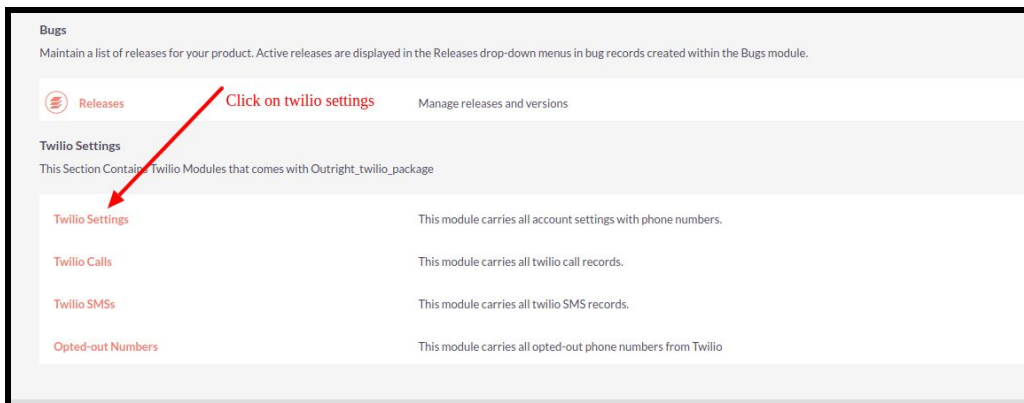 Bugs
Maintain a list of releases for your product. Active releases are displayed in the Releases drop-down menus in bug records created within the Bugs module.
Releases
Click on twilio settings
Manage releases and versions
Twilio Settings
This Section Contains Twilio Modules that comes with Outright_twilio_package
Twilio Settings
This module carries all account settings with phone numbers.
Twilio Calls
This module carries all twilio call records.
Twilio SMSs
This module carries all twilio SMS records.
Opted-out Numbers
This module carries all opted-out phone numbers from Twilio